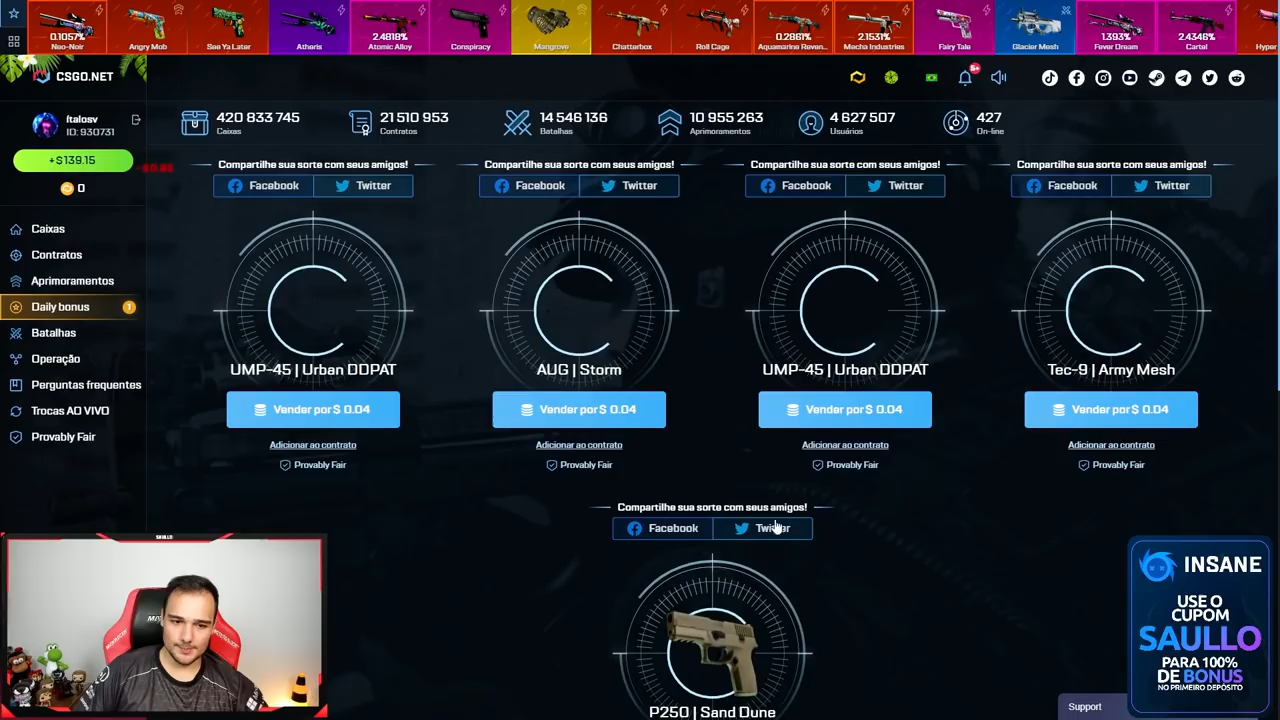 0.1057%
Neo-Noir
Angry Mob
See Ya Later
Atheris
2.4818%
Atomic Alloy
Conspiracy
Mangrove
Chatterbox
Roll Cage
0.2861%
Aquamarine Reven...
2.1531%
Mecha Industries
Fairy Tale
Glacier Mesh
1.393%
Fever Dream
2.4346%
Cartel
Hyper
CSGO.NET
5+
Italosv
ID: 930731
+$139.15
0
420 833 745
Caixas
21 510 953
Contratos
14 548 136
Batalhas
10 955 263
Aprimoramentos
4 627 507
Usuários
427
On-line
Caixas
Contratos
Aprimoramentos
Daily bonus
1
Batalhas
Operação
Perguntas frequentes
Trocas AO VIVO
Provably Fair
Compartilhe sua sorte com seus amigos!
Facebook
Twitter
UMP-45 | Urban DDPAT
Vender por $ 0.04
Adicionar ao contrato
Provably Fair
Compartilhe sua sorte com seus amigos!
Facebook
Twitter
AUG | Storm
Vender por $ 0.04
Adicionar ao contrato
Provably Fair
Compartilhe sua sorte com seus amigos!
Facebook
Twitter
UMP-45 | Urban DDPAT
Vender por $ 0.04
Adicionar ao contrato
Provably Fair
Compartilhe sua sorte com seus amigos!
Facebook
Twitter
Tec-9 | Army Mesh
Vender por $ 0.04
Adicionar ao contrato
Provably Fair
Compartilhe sua sorte com seus amigos!
Facebook
Twitter
P250 | Sand Dune
SAULLO
INSANE
USE O
CUPOM
SAULLO
PARA 100%
DE BONUS
NO PRIMEIRO DEPÓSITO
Support